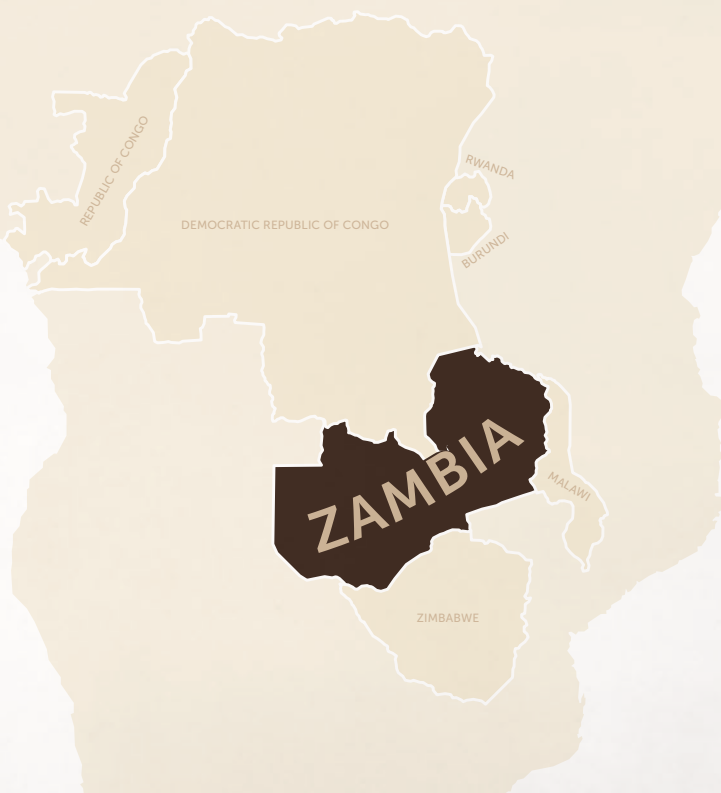 REPUBLIC OF CONGO
RWANDA
DEMOCRATIC REPUBLIC OF CONGO
BURUNDI
ZAMBIA
MALAWI
ZIMBABWE